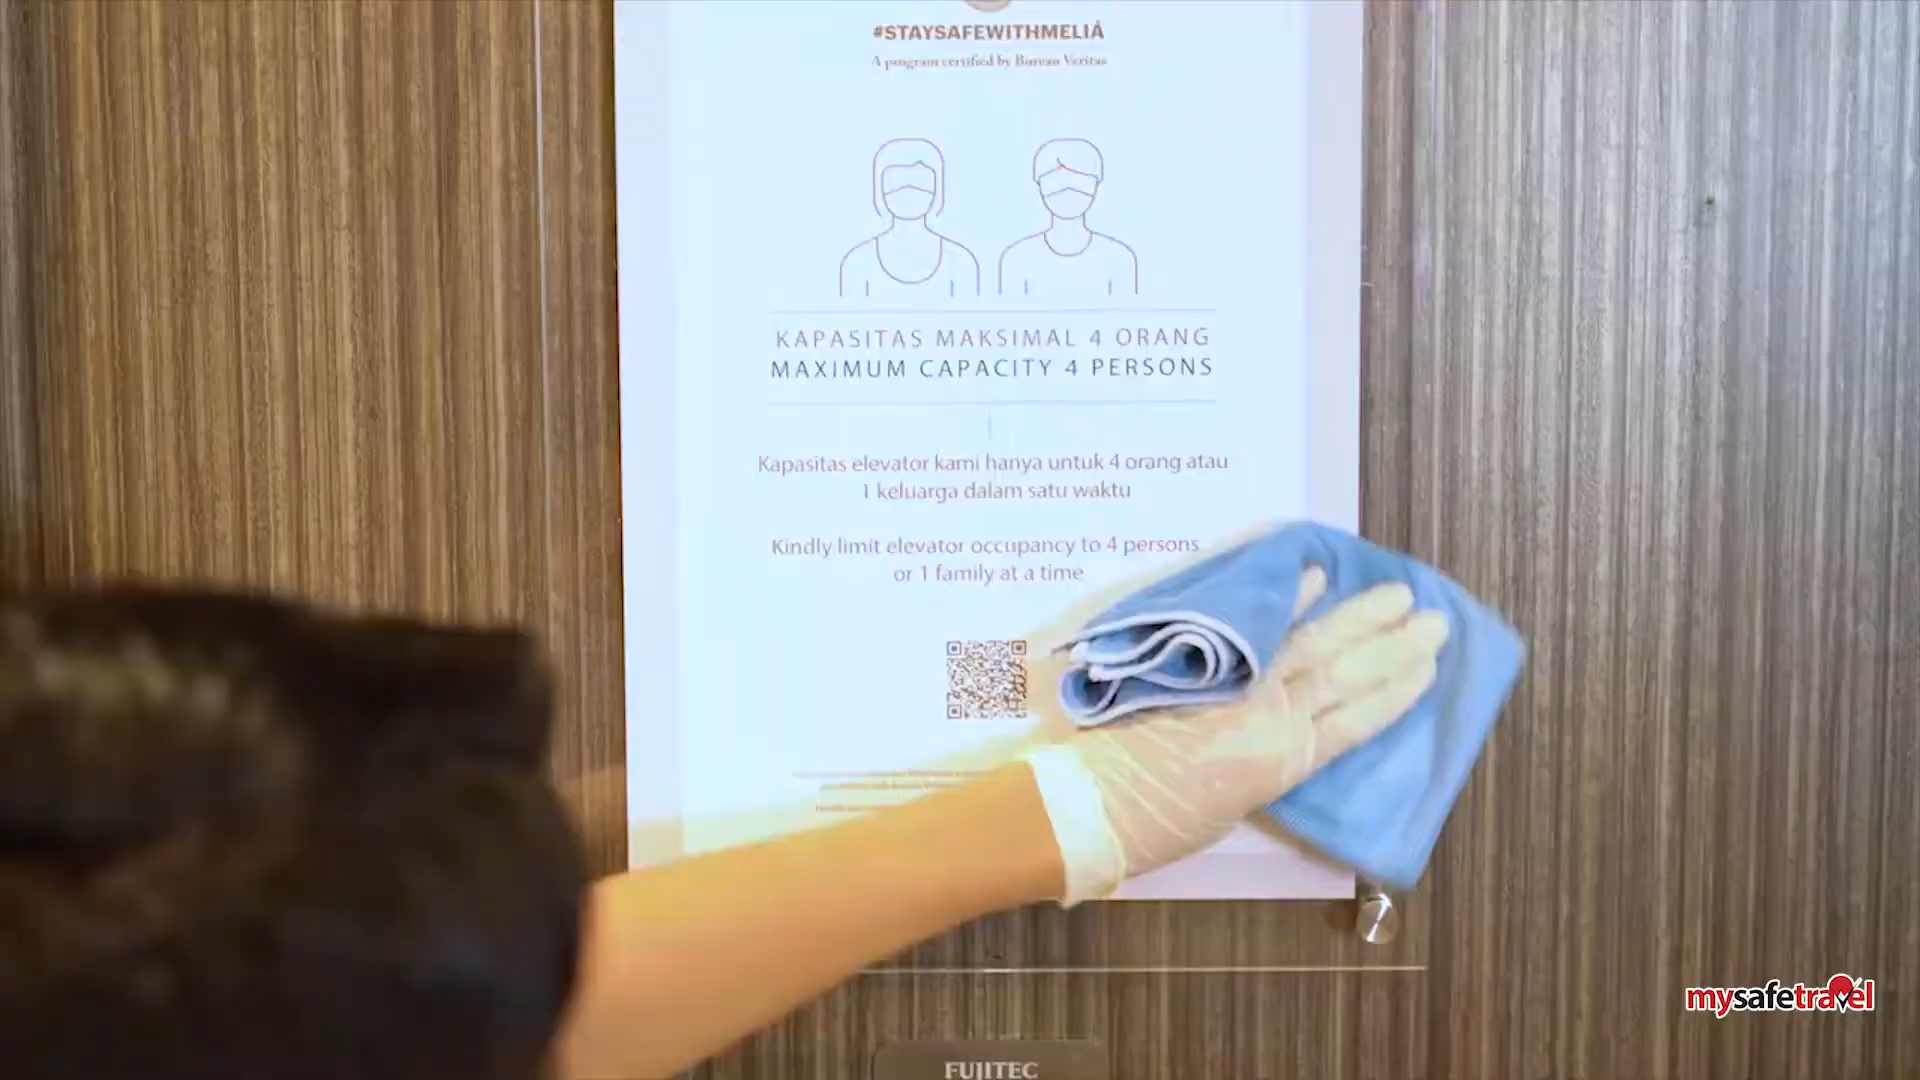 #STAYSAFEWITHMELIÁ
A program certified by Bureau Veritas
KAPASITAS MAKSIMAL 4 ORANG
MAXIMUM CAPACITY 4 PERSONS
Kapasitas elevator kami hanya untuk 4 orang atau
1 keluarga dalam satu waktu
Kindly limit elevator occupancy to 4 persons
or 1 family at a time
mysafetravel
FUJITEC